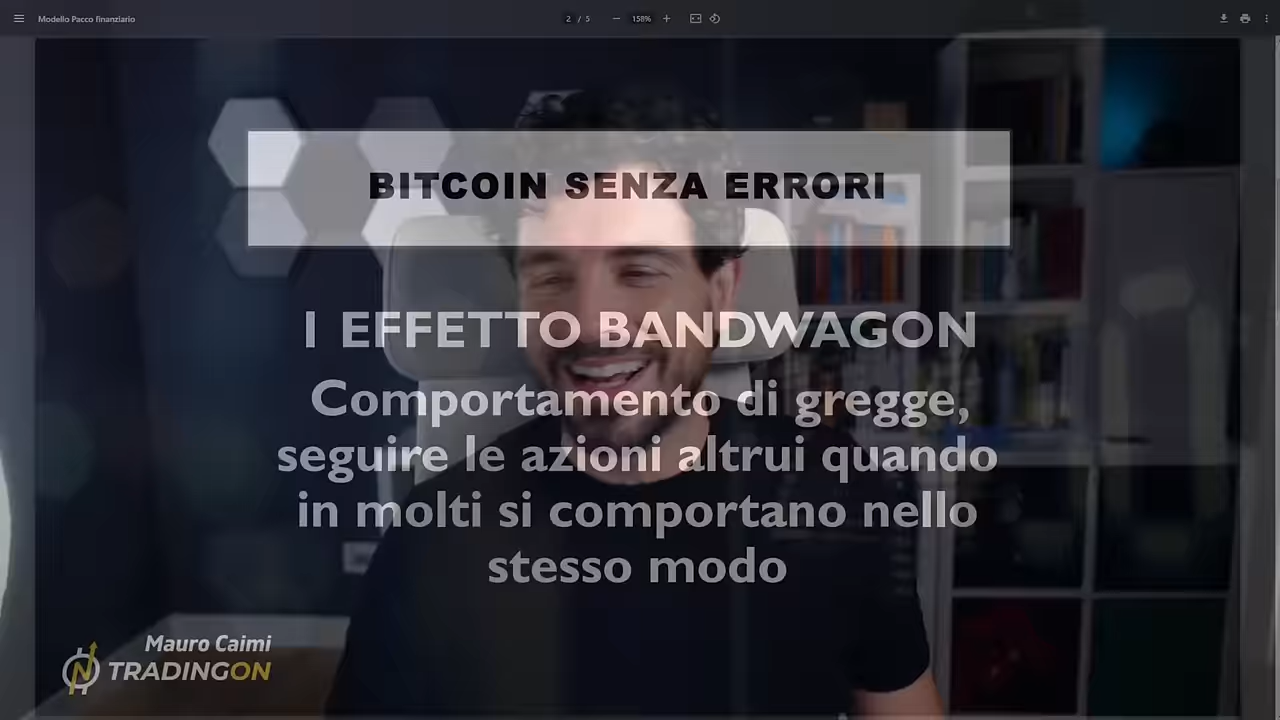 Modello Pacco finanziario
2 / 5
158%
BITCOIN SENZA ERRORI
I EFFETTO BANDWAGON
Comportamento di gregge,
seguire le azioni altrui quando
in molti si comportano nello
stesso modo
Mauro Caimi
TRADINGON